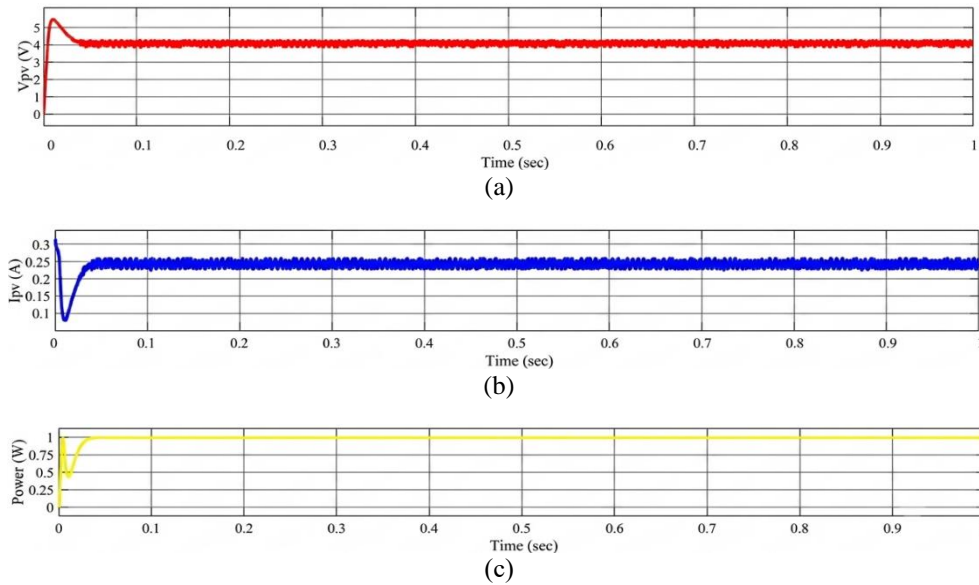 Vpv (V)
5
4
3
2
1
0
0 0.1 0.2 0.3 0.4 0.5 0.6 0.7 0.8 0.9 1
Time (sec)
(a)
Ipv (A)
0.3
0.25
0.2
0.15
0.1
0 0.1 0.2 0.3 0.4 0.5 0.6 0.7 0.8 0.9 1
Time (sec)
(b)
Power (W)
1
0.75
0.5
0.25
0
0 0.1 0.2 0.3 0.4 0.5 0.6 0.7 0.8 0.9
Time (sec)
(c)